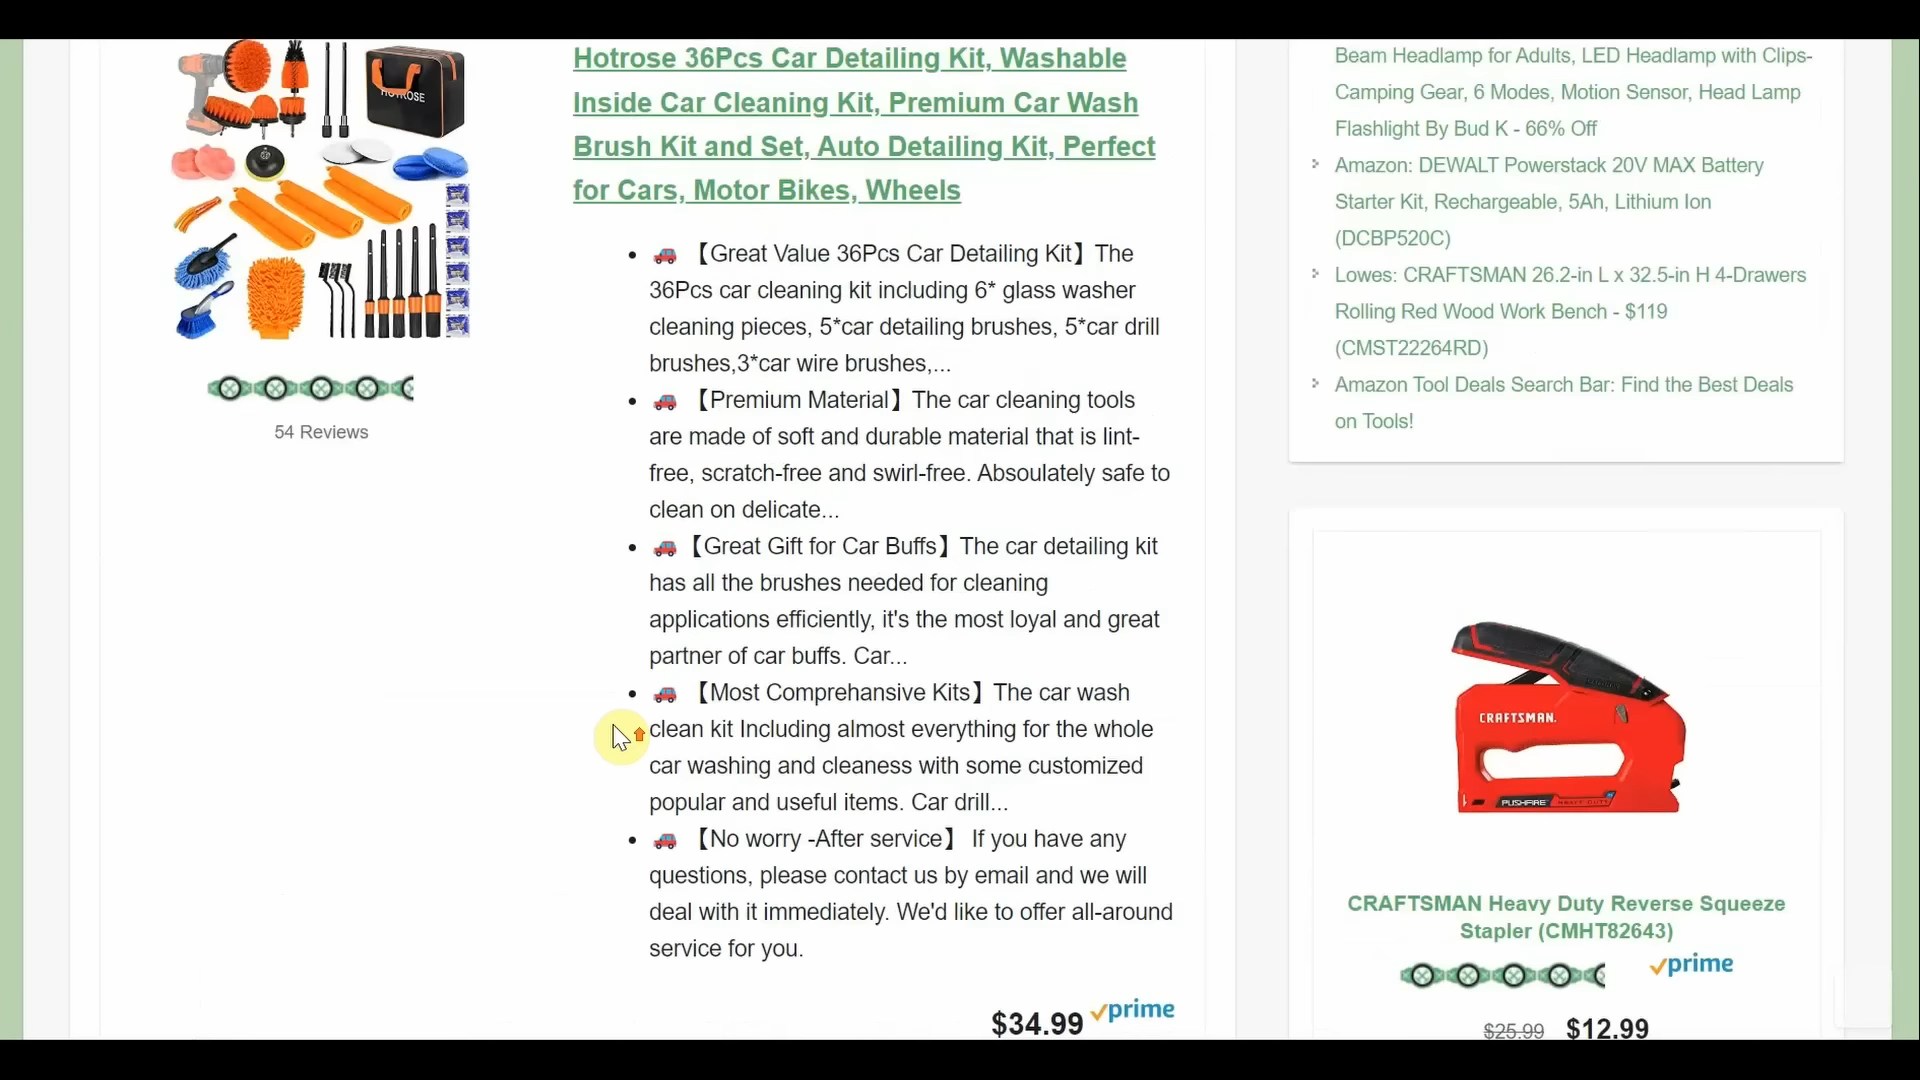 HOTROSE
54 Reviews
Hotrose 36Pcs Car Detailing Kit, Washable
Inside Car Cleaning Kit, Premium Car Wash
Brush Kit and Set, Auto Detailing Kit, Perfect
for Cars, Motor Bikes, Wheels
【Great Value 36Pcs Car Detailing Kit】The
36Pcs car cleaning kit including 6* glass washer
cleaning pieces, 5*car detailing brushes, 5*car drill
brushes,3*car wire brushes,...
【Premium Material】The car cleaning tools
are made of soft and durable material that is lint-
free, scratch-free and swirl-free. Absoulately safe to
clean on delicate...
【Great Gift for Car Buffs】The car detailing kit
has all the brushes needed for cleaning
applications efficiently, it's the most loyal and great
partner of car buffs. Car...
【Most Comprehansive Kits】The car wash
clean kit Including almost everything for the whole
car washing and cleaness with some customized
popular and useful items. Car drill...
【No worry -After service】 If you have any
questions, please contact us by email and we will
deal with it immediately. We'd like to offer all-around
service for you.
$34.99 prime
Beam Headlamp for Adults, LED Headlamp with Clips-
Camping Gear, 6 Modes, Motion Sensor, Head Lamp
Flashlight By Bud K - 66% Off
Amazon: DEWALT Powerstack 20V MAX Battery
Starter Kit, Rechargeable, 5Ah, Lithium Ion
(DCBP520C)
Lowes: CRAFTSMAN 26.2-in L x 32.5-in H 4-Drawers
Rolling Red Wood Work Bench - $119
(CMST22264RD)
Amazon Tool Deals Search Bar: Find the Best Deals
on Tools!
CRAFTSMAN.
PUSHFIRE HEAVY DUTY
CRAFTSMAN Heavy Duty Reverse Squeeze
Stapler (CMHT82643)
prime
$25.99 $12.99